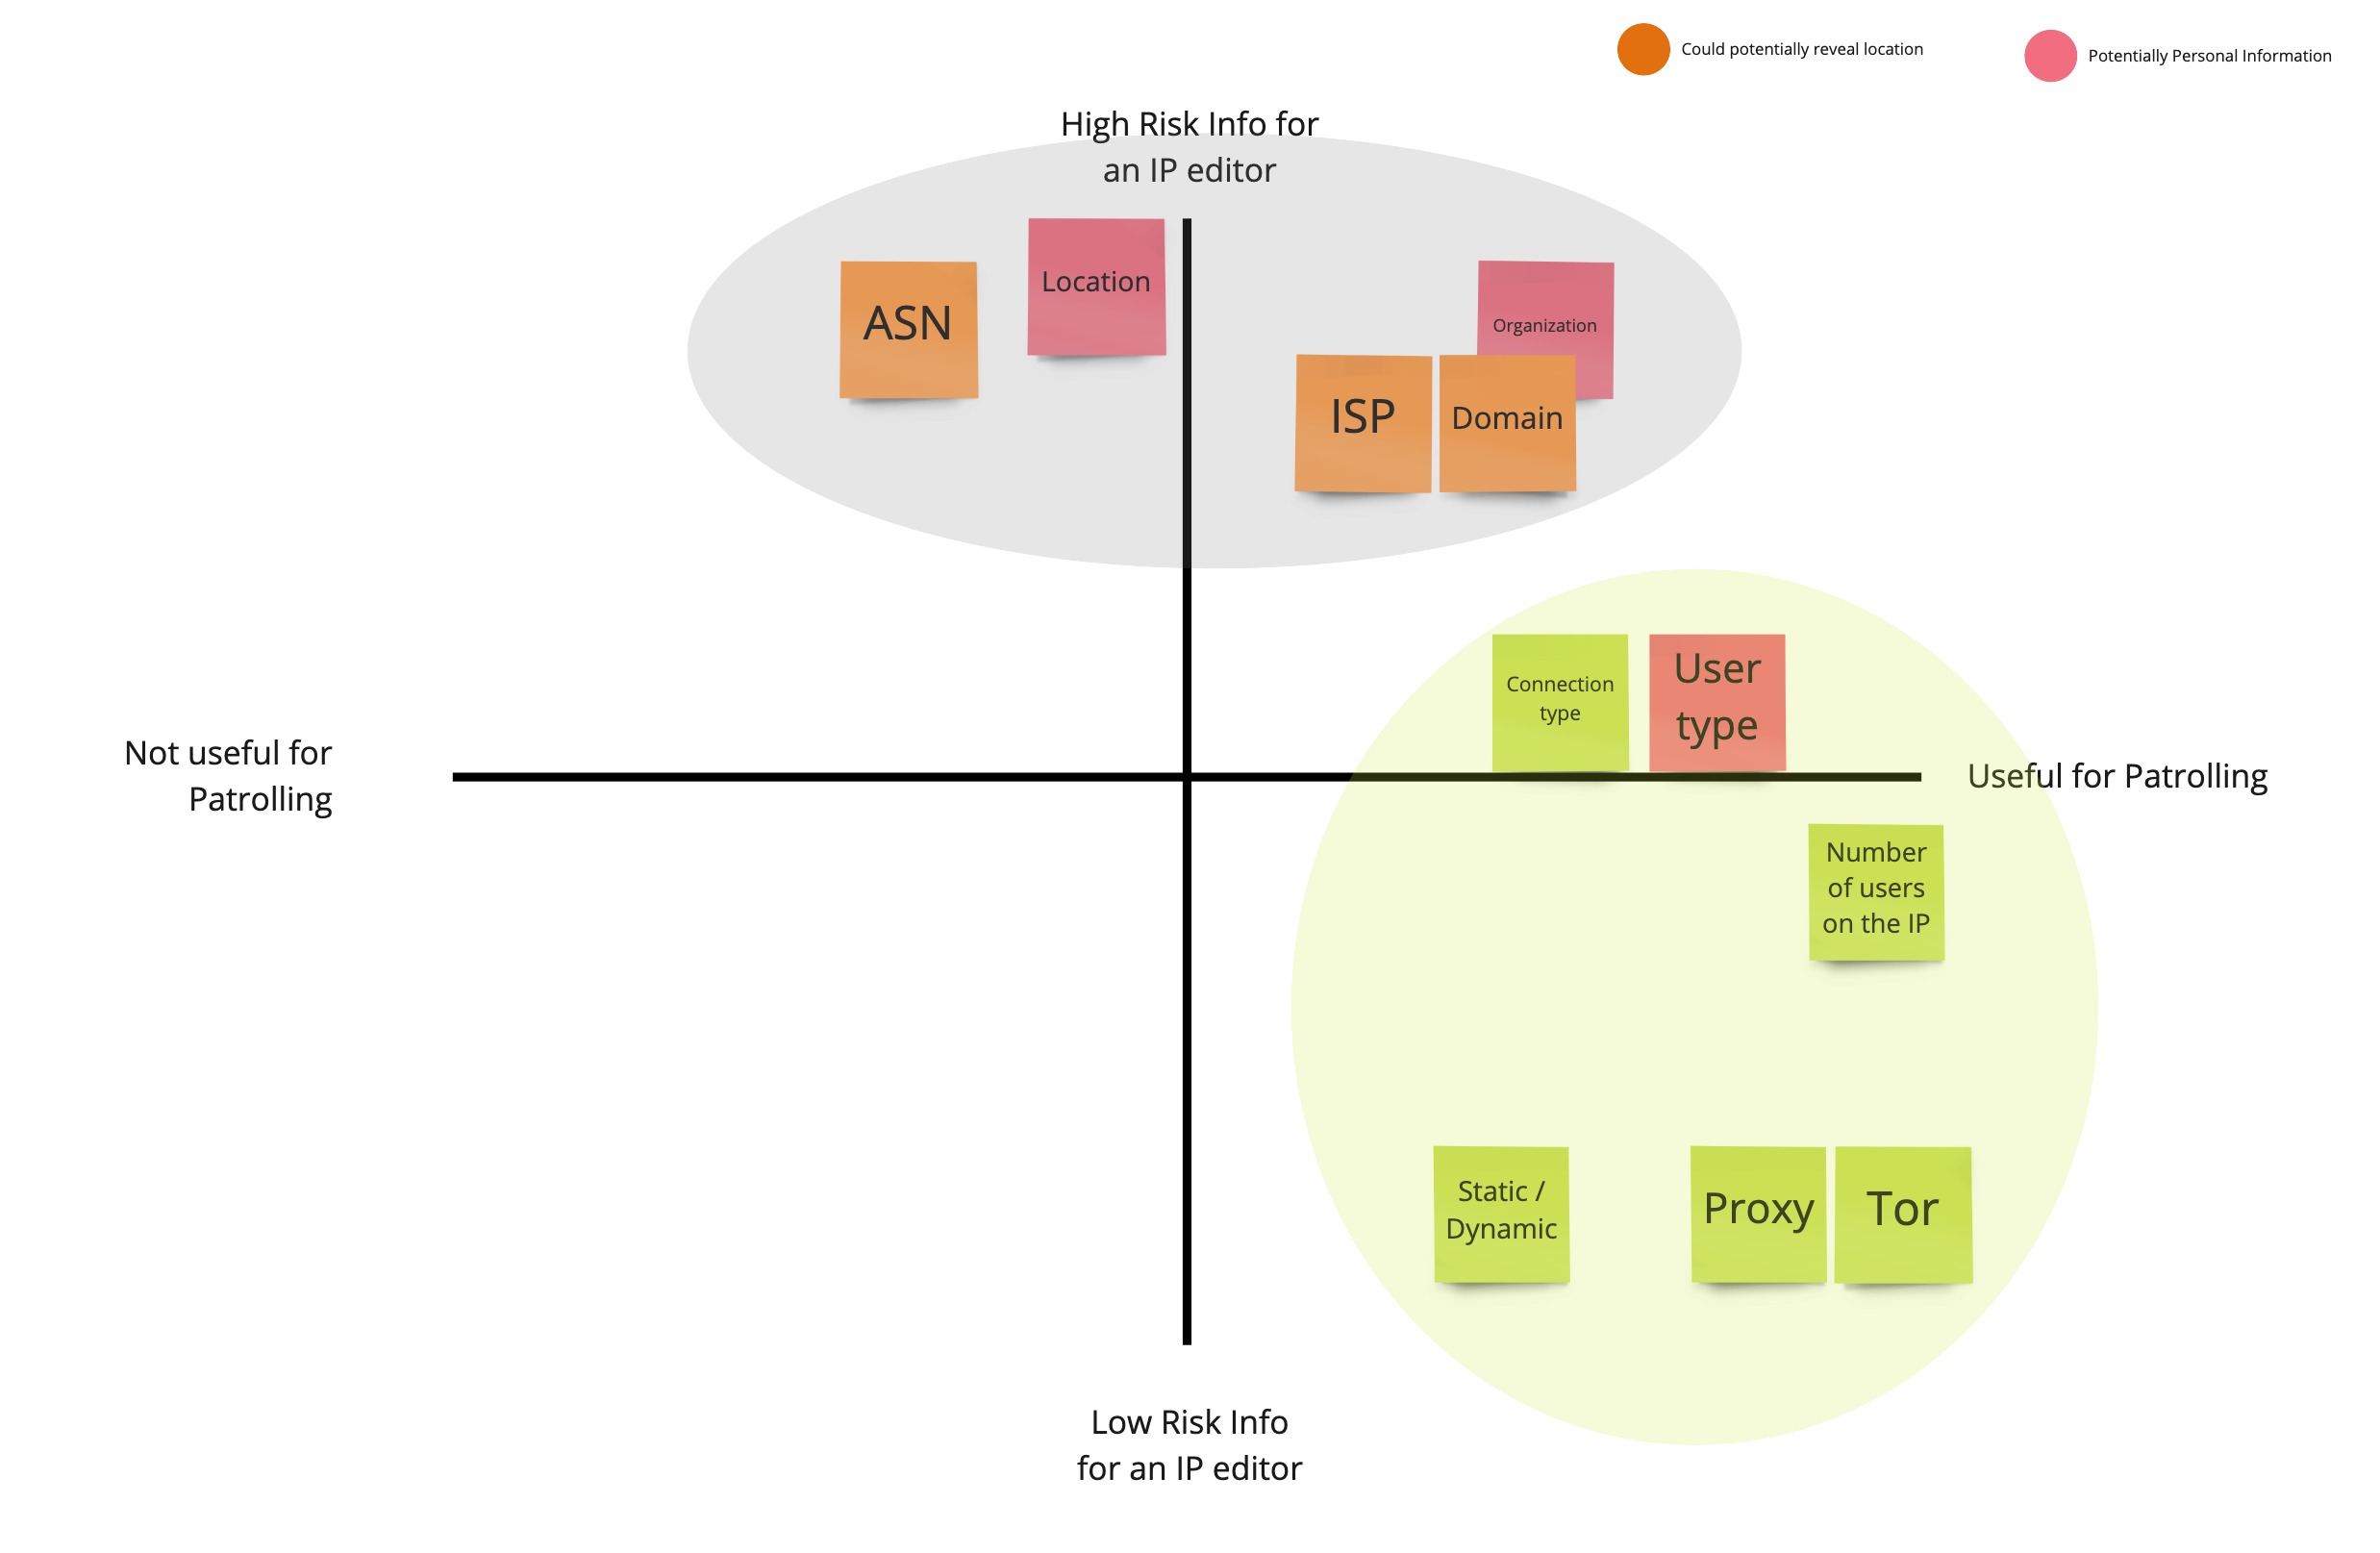 Could potentially reveal location
Potentially Personal Information
High Risk Info for
an IP editor
ASN
Location
Organization
ISP
Domain
Connection
type
User
type
Not useful for
Patrolling
Useful for Patrolling
Number
of users
on the IP
Static /
Dynamic
Proxy
Tor
Low Risk Info
for an IP editor